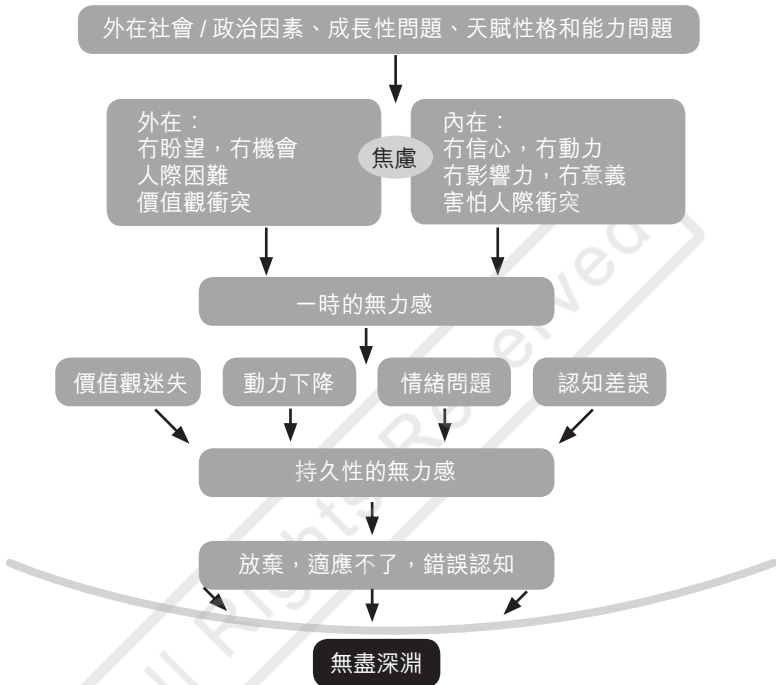 外在社會 / 政治因素、成長性問題、天賦性格和能力問題
外在：
冇盼望，冇機會
人際困難
價值觀衝突
焦慮
內在：
冇信心，冇動力
冇影響力，冇意義
害怕人際衝突
一時的無力感
價值觀迷失
動力下降
情緒問題
認知差誤
持久性的無力感
放棄，適應不了，錯誤認知
無盡深淵
All Rights Reserved